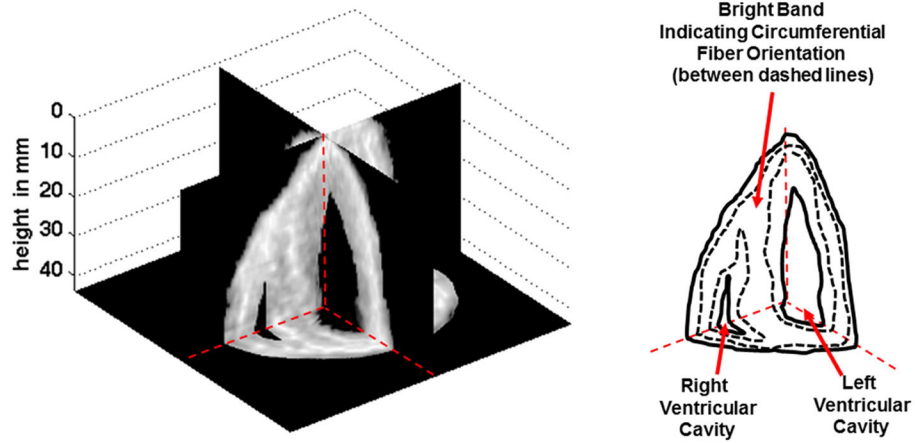 0
10
20
30
40
height in mm
Bright Band
Indicating Circumferential
Fiber Orientation
(between dashed lines)
Right
Ventricular
Cavity
Left
Ventricular
Cavity